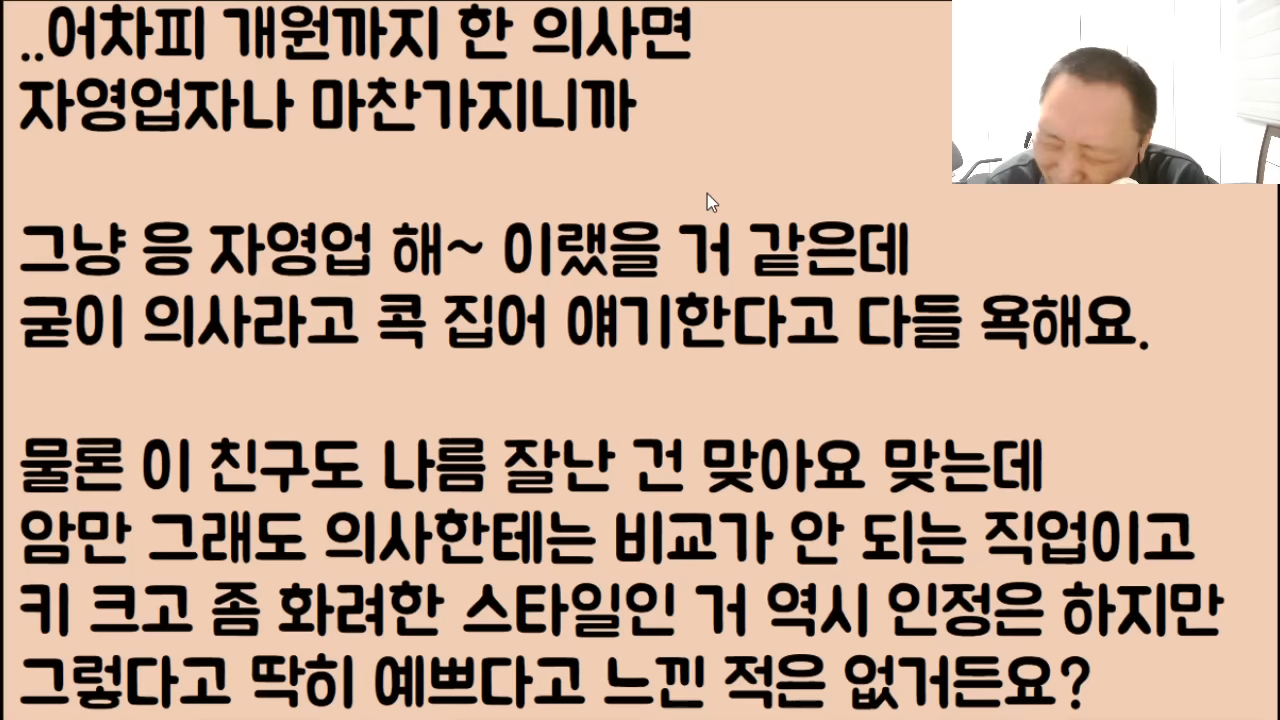 ..어차피 개원까지 한 의사면
자영업자나 마찬가지니까
그냥 응 자영업 해~ 이랬을 거 같은데
굳이 의사라고 콕 집어 얘기한다고 다들 욕해요.
물론 이 친구도 나름 잘난 건 맞아요 맞는데
암만 그래도 의사한테는 비교가 안 되는 직업이고
키 크고 좀 화려한 스타일인 거 역시 인정은 하지만
그렇다고 딱히 예쁘다고 느낀 적은 없거든요?